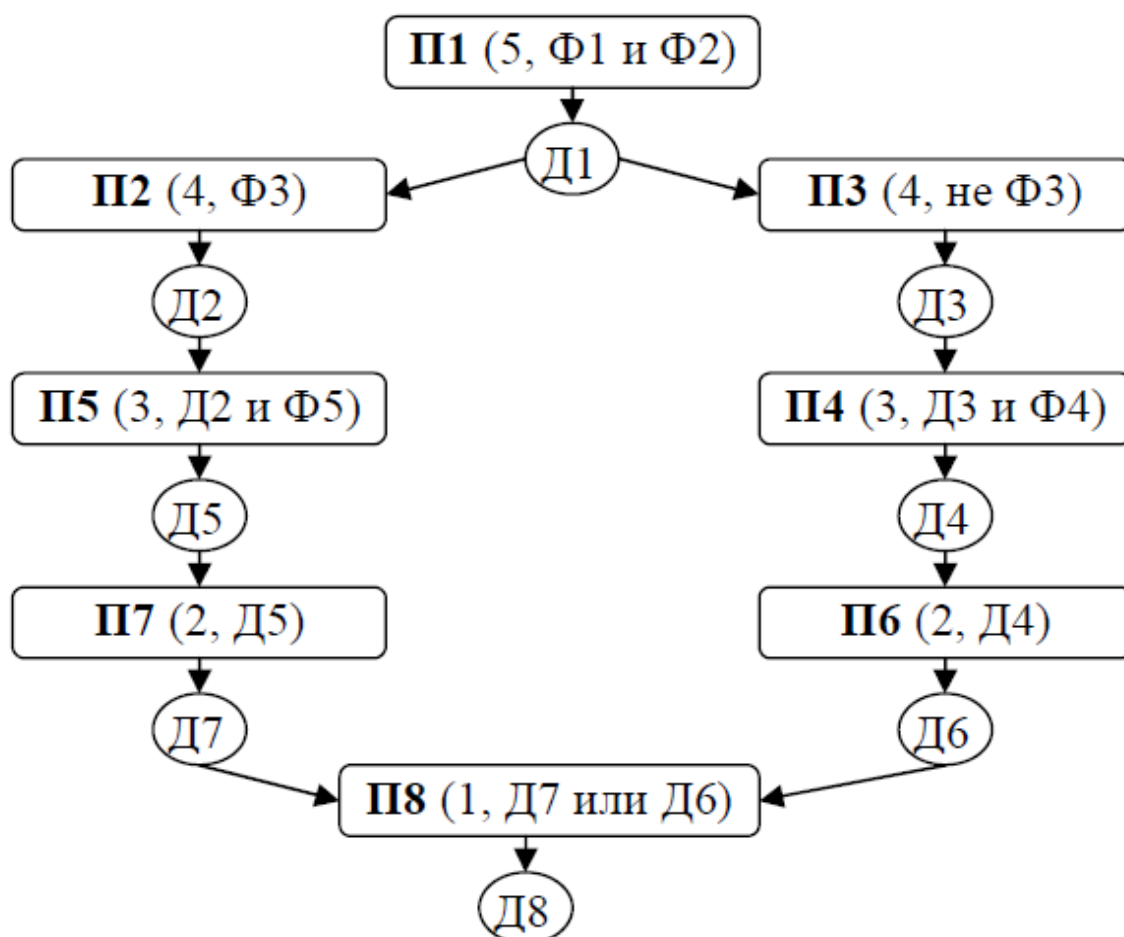 П1 (5, Ф1 и Ф2)
Д1
П2 (4, Ф3)
П3 (4, не Ф3)
Д2
Д3
П5 (3, Д2 и Ф5)
П4 (3, Д3 и Ф4)
Д5
Д4
П7 (2, Д5)
П6 (2, Д4)
Д7
Д6
П8 (1, Д7 или Д6)
Д8